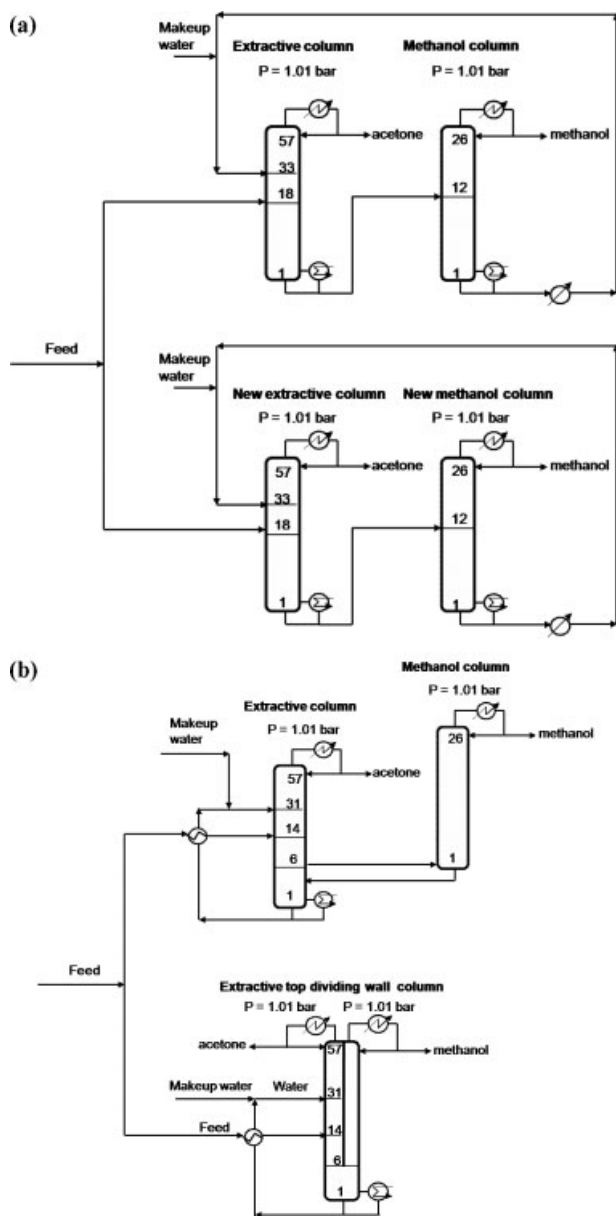 (a)
Makeup
water
Extractive column
P = 1.01 bar
Methanol column
P = 1.01 bar
57
acetone
33
18
1
26
methanol
12
1
Feed
Makeup
water
New extractive column
P = 1.01 bar
New methanol column
P = 1.01 bar
57
acetone
33
18
1
26
methanol
12
1
(b)
Methanol column
P = 1.01 bar
Extractive column
P = 1.01 bar
Makeup
water
26
methanol
57
acetone
31
14
6
1
1
Feed
Extractive top dividing wall column
P = 1.01 bar P = 1.01 bar
acetone
57
methanol
Makeup water Water
31
Feed
14
6
1